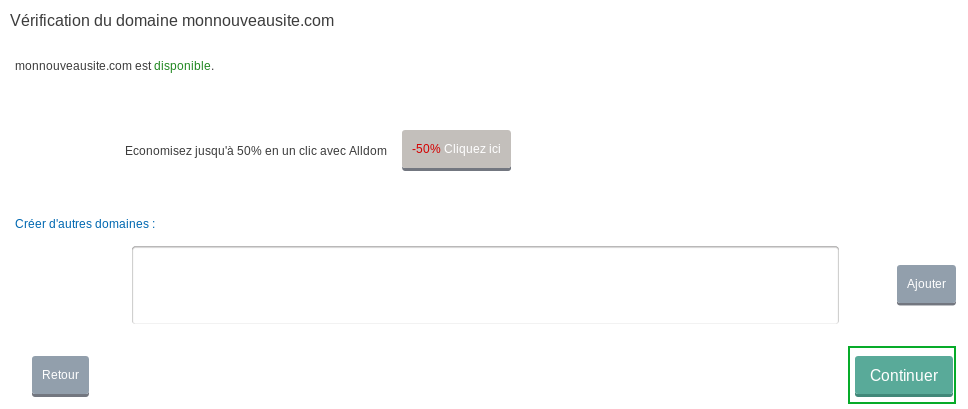 Vérification du domaine monnouveausite.com
monnouveausite.com est disponible.
Economisez jusqu'à 50% en un clic avec Alldom
-50% Cliquez ici
Créer d'autres domaines :
Ajouter
Retour
Continuer